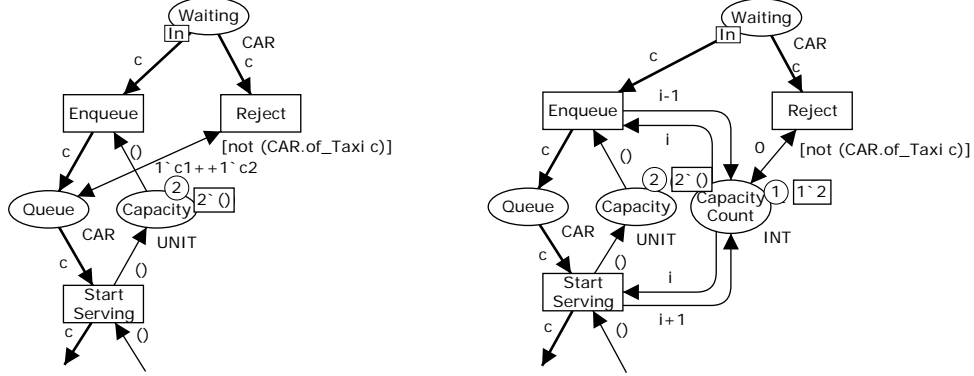 Waiting
In
CAR
c
c
Enqueue
Reject
[not (CAR.of_Taxi c)]
c
()
1`c1++1`c2
2
2`()
Queue
Capacity
CAR
UNIT
c
()
Start
Serving
c
()
Waiting
In
CAR
c
c
i-1
Enqueue
Reject
i
0
[not (CAR.of_Taxi c)]
c
()
2
2`()
1
1`2
Queue
Capacity
Capacity
Count
CAR
UNIT
INT
c
()
i
Start
Serving
i+1
c
()